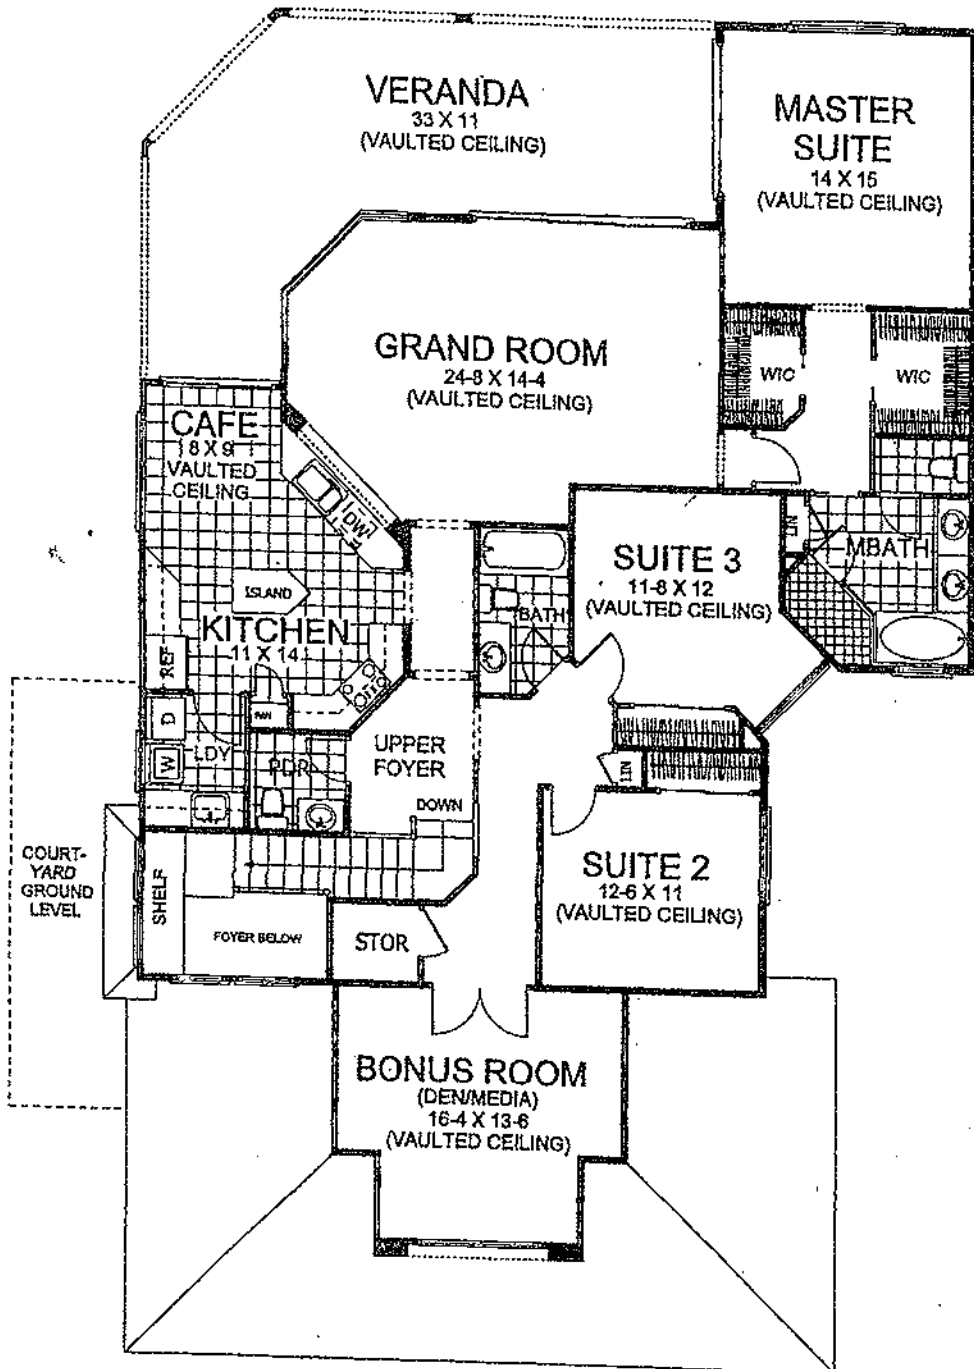 VERANDA
33 X 11
(VAULTED CEILING)
MASTER
SUITE
14 X 15
(VAULTED CEILING)
GRAND ROOM
24-8 X 14-4
(VAULTED CEILING)
WIC
WIC
CAFE
8 X 9
VAULTED
CEILING
DW
ISLAND
KITCHEN
11 X 14
REF
PAN
BATH
SUITE 3
11-8 X 12
(VAULTED CEILING)
LIN
MBATH
D
W
LDY
PDR
UPPER
FOYER
DOWN
LIN
SUITE 2
12-6 X 11
(VAULTED CEILING)
COURT-
YARD
GROUND
LEVEL
SHELF
FOYER BELOW
STOR
BONUS ROOM
(DEN/MEDIA)
16-4 X 13-6
(VAULTED CEILING)